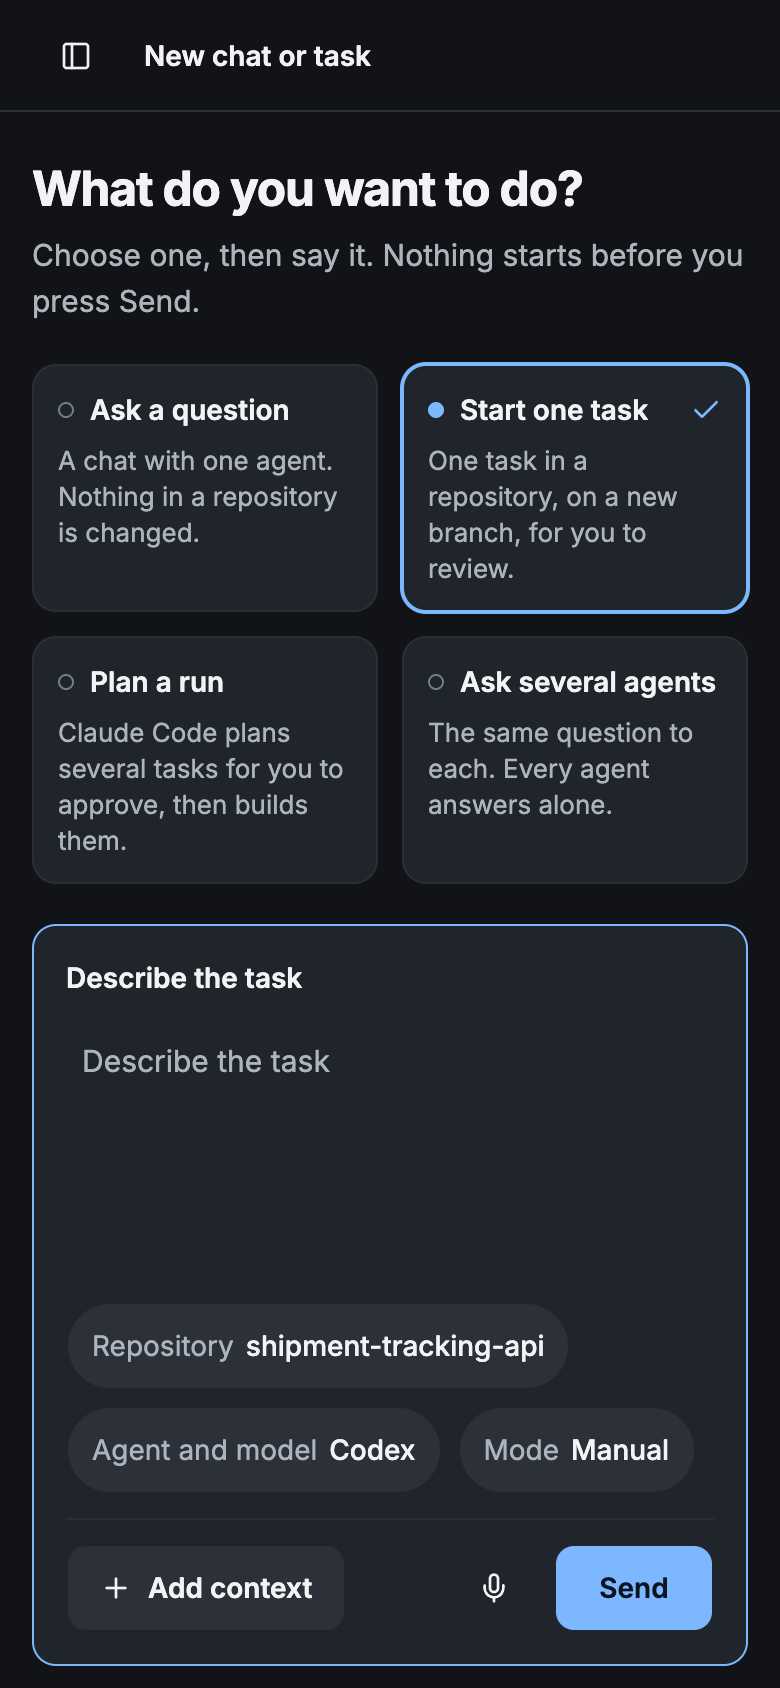 New chat or task
What do you want to do?
Choose one, then say it. Nothing starts before you
press Send.
Ask a question
A chat with one agent.
Nothing in a repository
is changed.
Start one task
One task in a
repository, on a new
branch, for you to
review.
Plan a run
Claude Code plans
several tasks for you to
approve, then builds
them.
Ask several agents
The same question to
each. Every agent
answers alone.
Describe the task
Describe the task
Repository shipment-tracking-api
Agent and model Codex Mode Manual
Add context Send